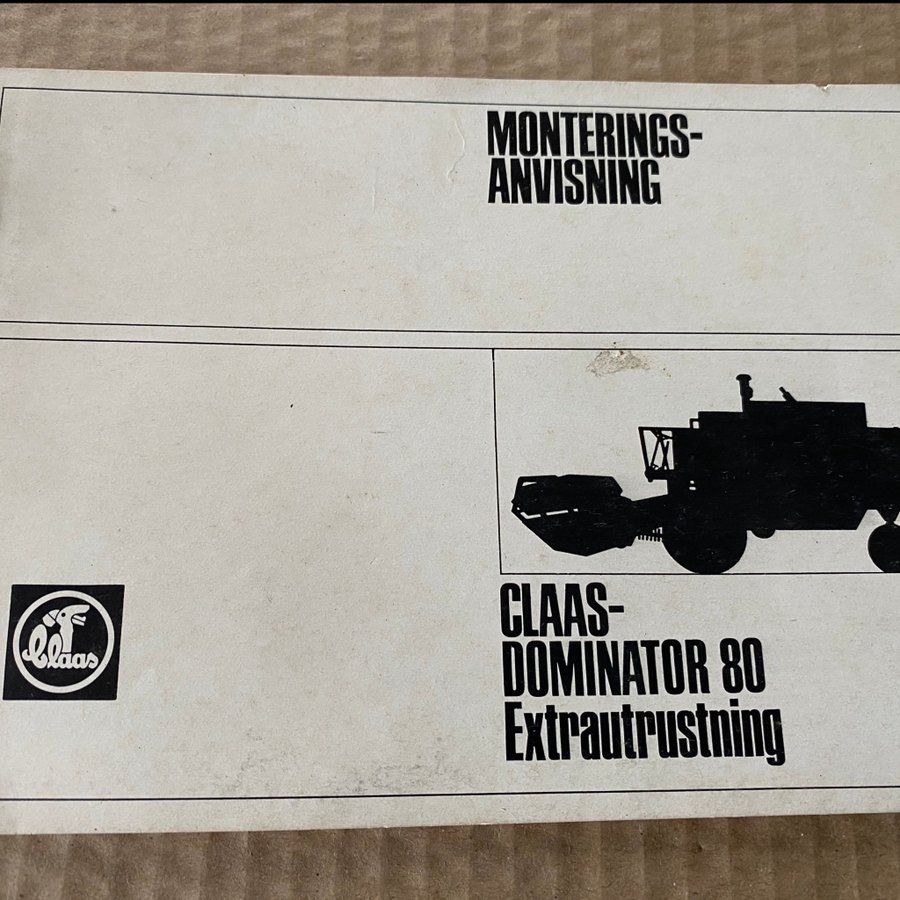 MONTERINGS-
ANVISNING
Claas
CLAAS-
DOMINATOR 80
Extrautrustning